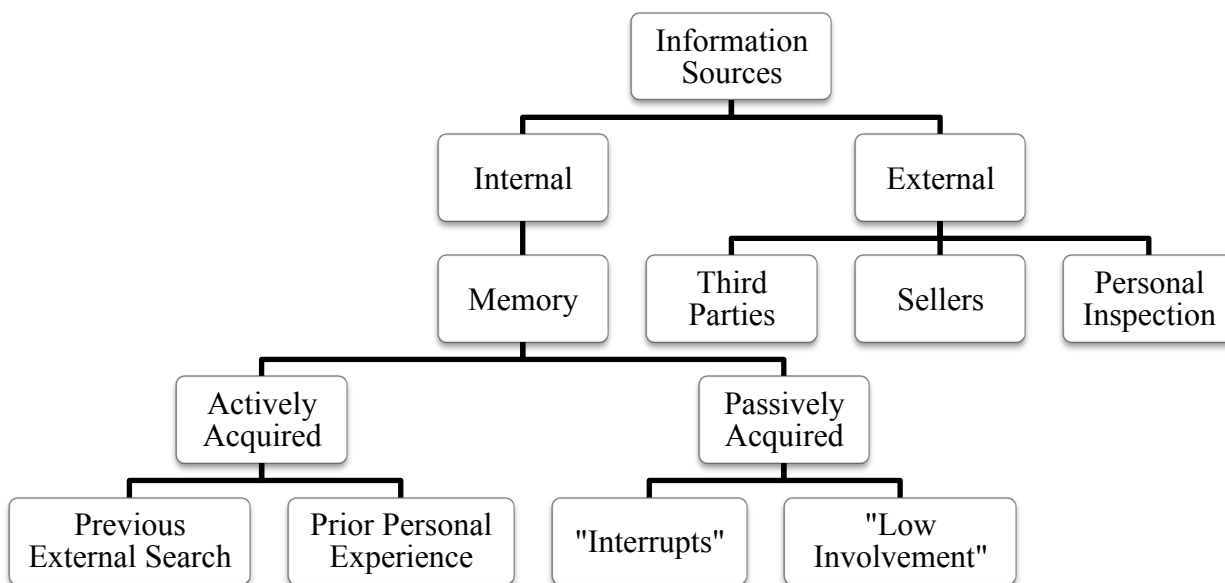 Information
Sources
Internal
External
Memory
Third
Parties
Sellers
Personal
Inspection
Actively
Acquired
Passively
Acquired
Previous
External Search
Prior Personal
Experience
"Interrupts"
"Low
Involvement"